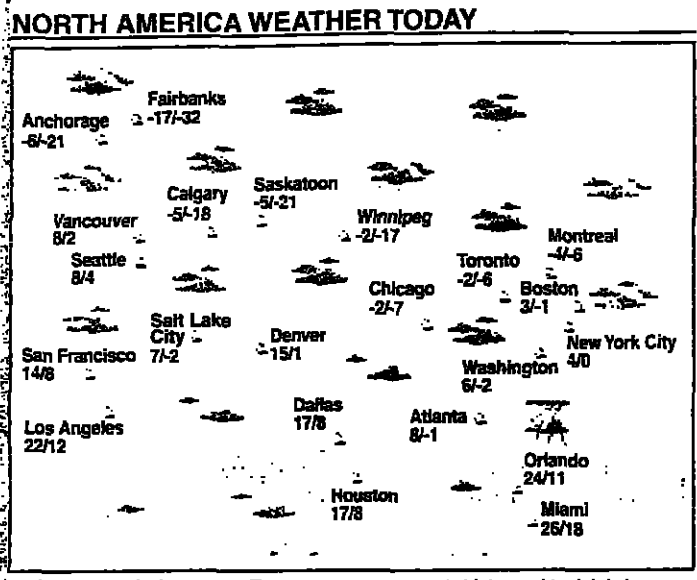 NORTH AMERICA WEATHER TODAY
Fairbanks
-17/-32
Anchorage
-6/-21
Calgary
-5/-18
Saskatoon
-5/-21
Winnipeg
-2/-17
Vancouver
8/2
Seattle
8/4
Montreal
-4/-6
Toronto
-2/-6
Boston
3/-1
Chicago
-2/-7
Salt Lake
City
7/-2
Denver
15/1
New York City
4/0
San Francisco
14/8
Washington
6/-2
Los Angeles
22/12
Dallas
17/8
Atlanta
8/-1
Orlando
24/11
Houston
17/8
Miami
26/18